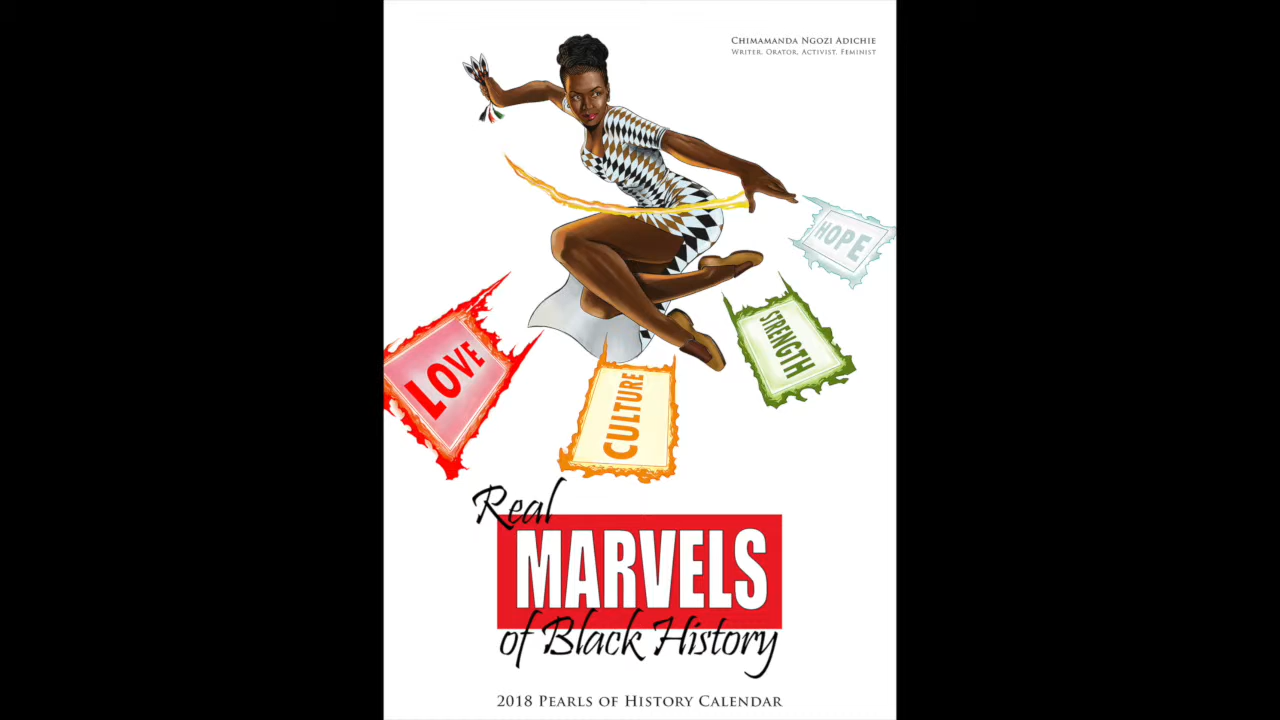 Chimamanda Ngozi Adichie
Writer, Orator, Activist, Feminist
HOPE
STRENGTH
LOVE
CULTURE
Real
MARVELS
of Black History
2018 Pearls of History Calendar